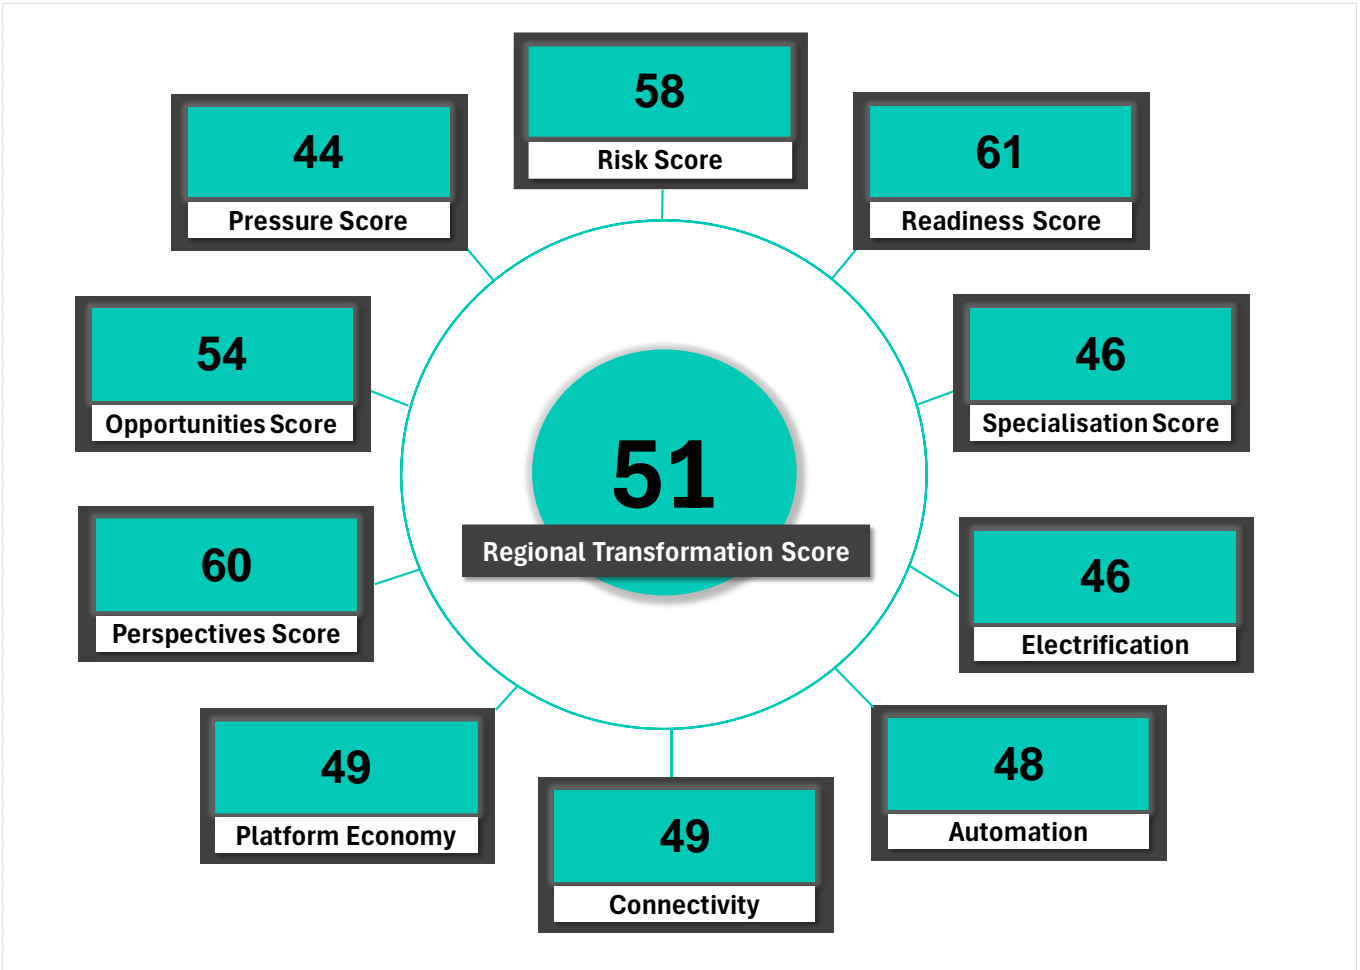 58
Risk Score
44
Pressure Score
61
Readiness Score
54
Opportunities Score
46
Specialisation Score
51
Regional Transformation Score
60
Perspectives Score
46
Electrification
49
Platform Economy
48
Automation
49
Connectivity